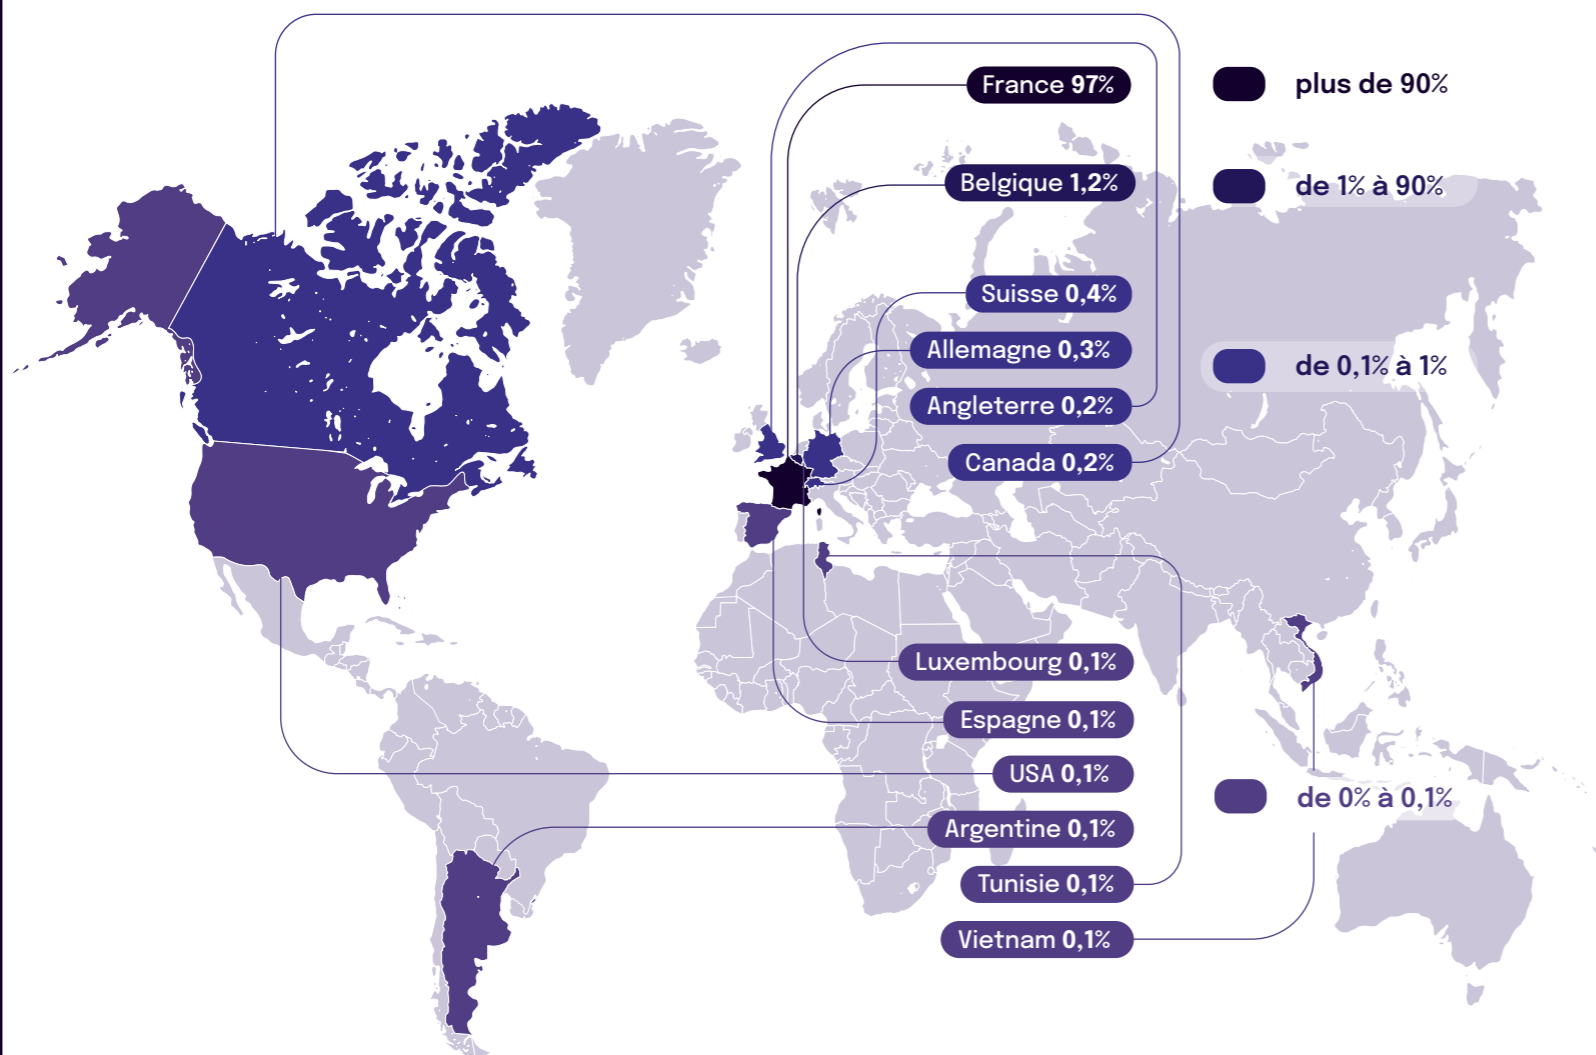 France 97%
Belgique 1,2%
Suisse 0,4%
Allemagne 0,3%
Angleterre 0,2%
Canada 0,2%
Luxembourg 0,1%
Espagne 0,1%
USA 0,1%
Argentine 0,1%
Tunisie 0,1%
Vietnam 0,1%
plus de 90%
de 1% à 90%
de 0,1% à 1%
de 0% à 0,1%